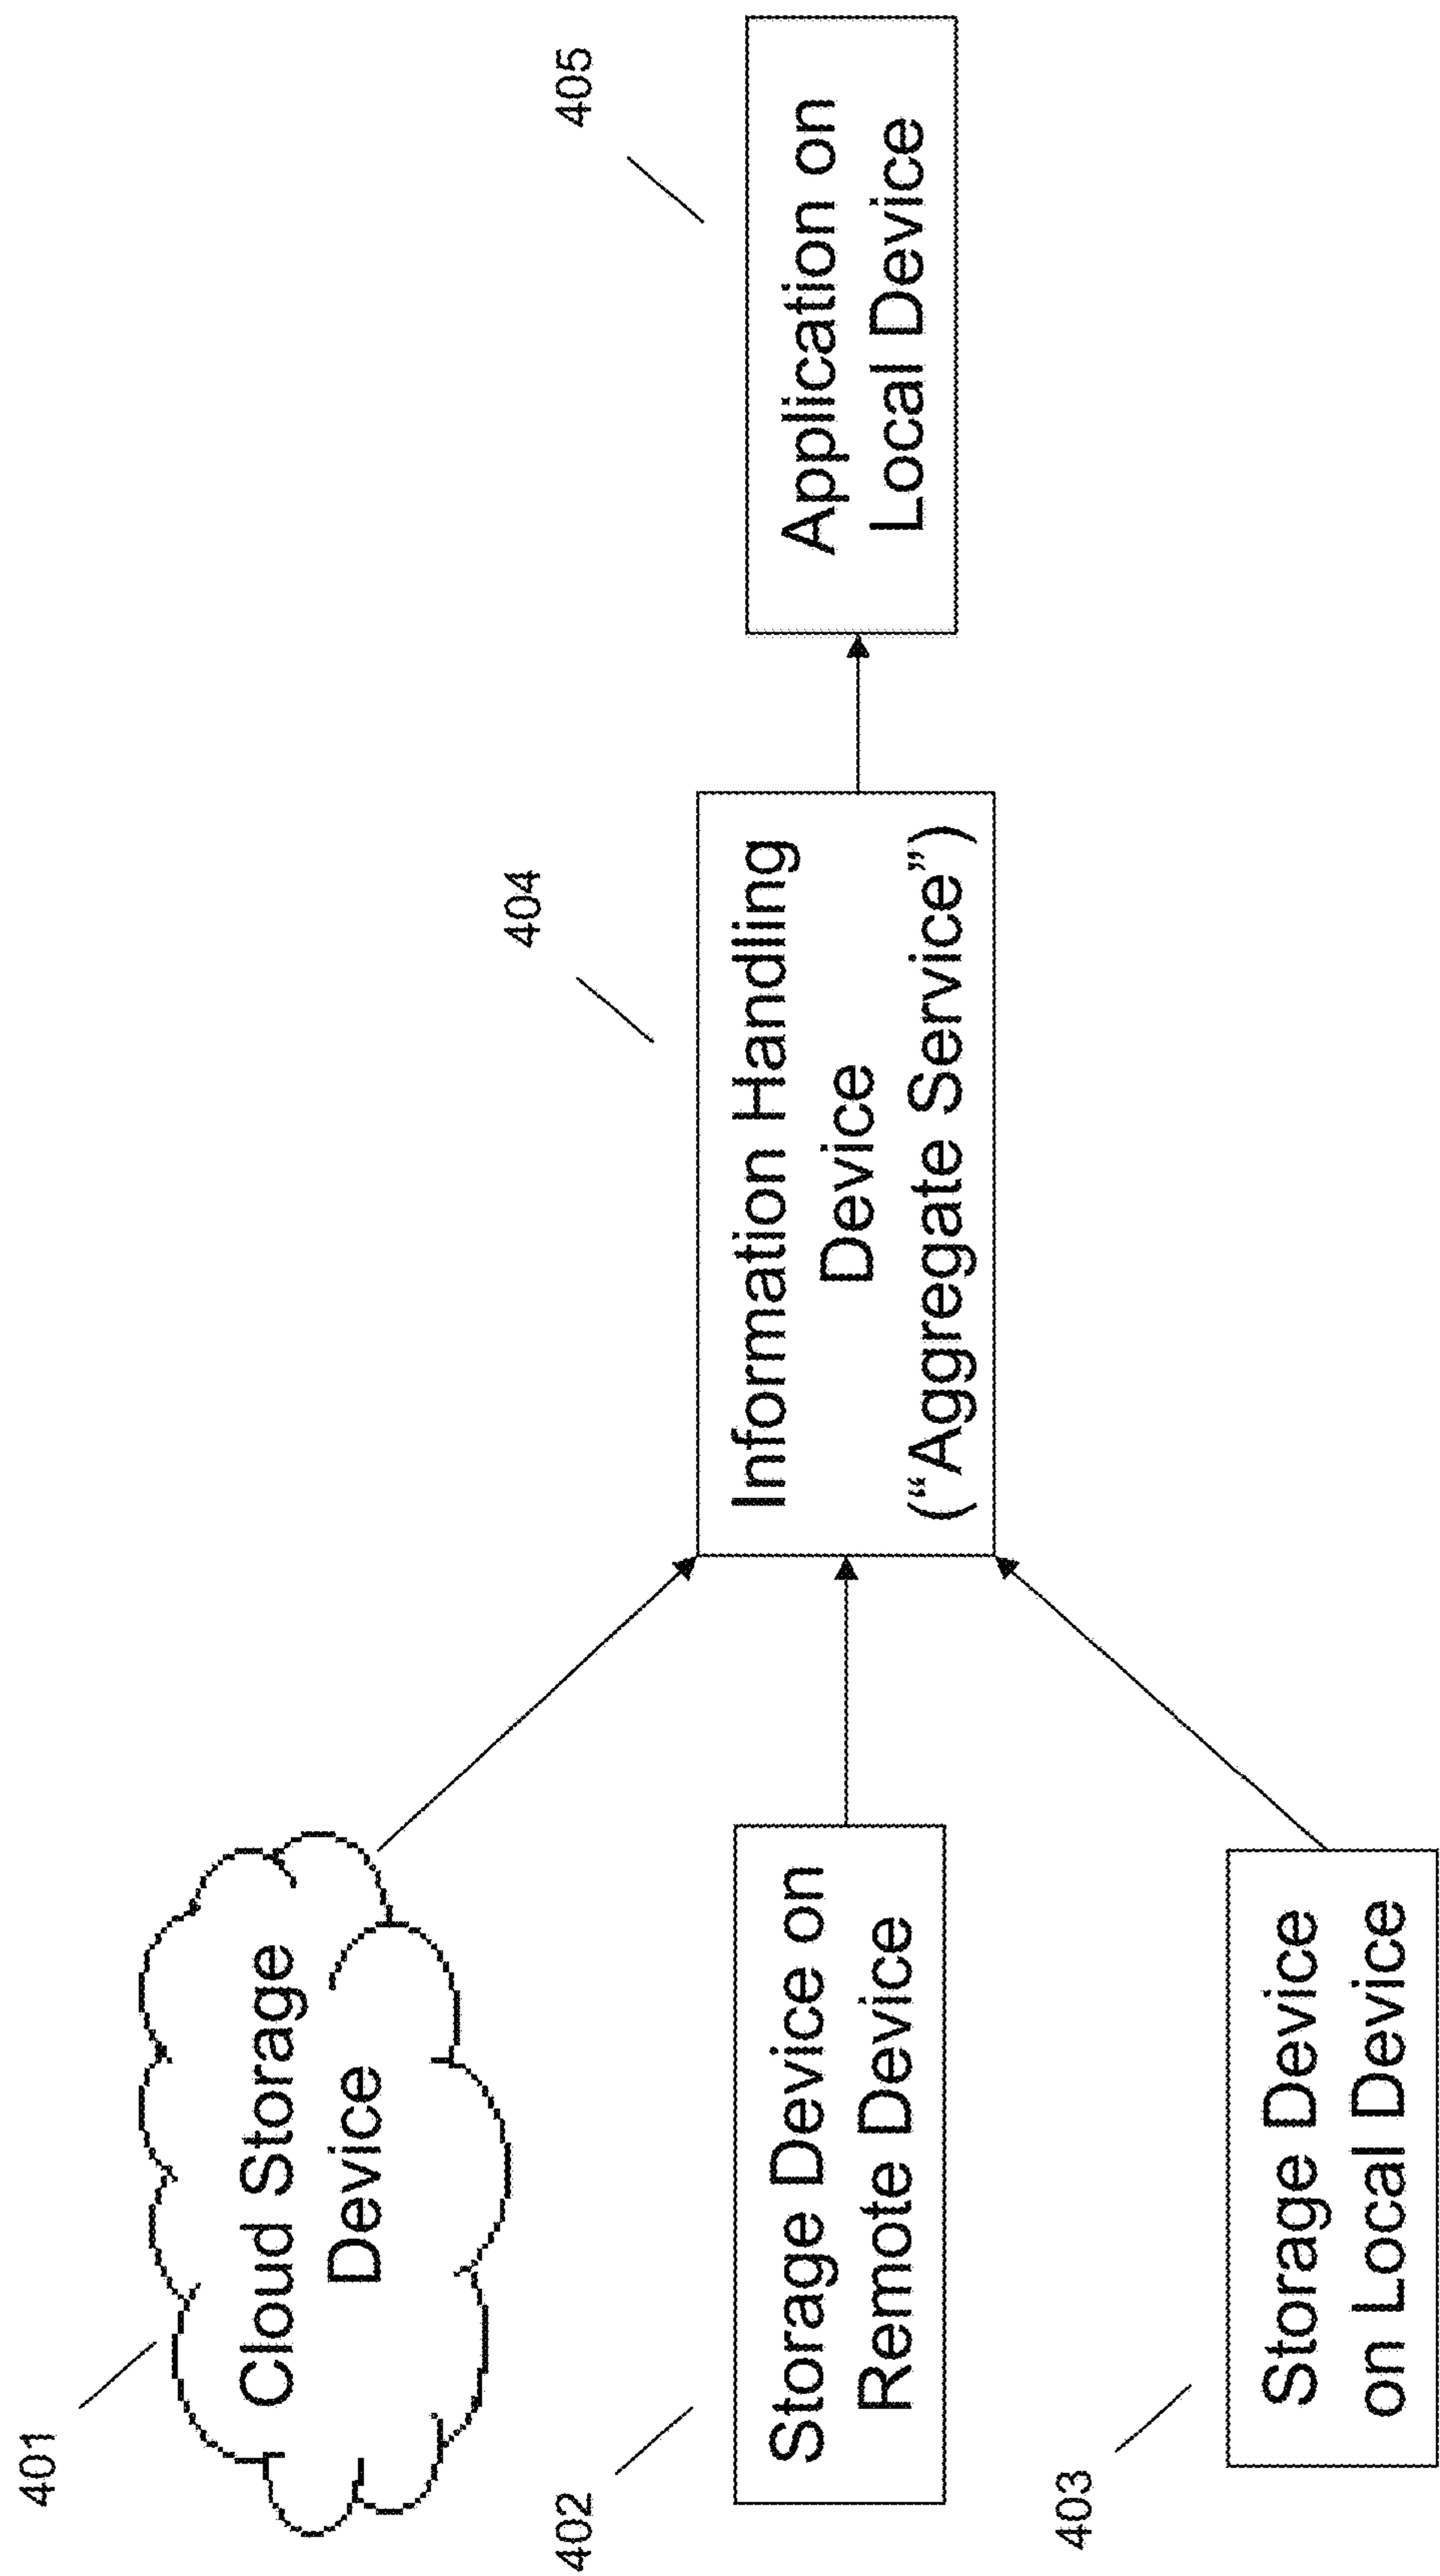 401
Cloud Storage
Device
402
Storage Device on
Remote Device
403
Storage Device
on Local Device
404
Information Handling
Device
(“Aggregate Service”)
405
Application on
Local Device